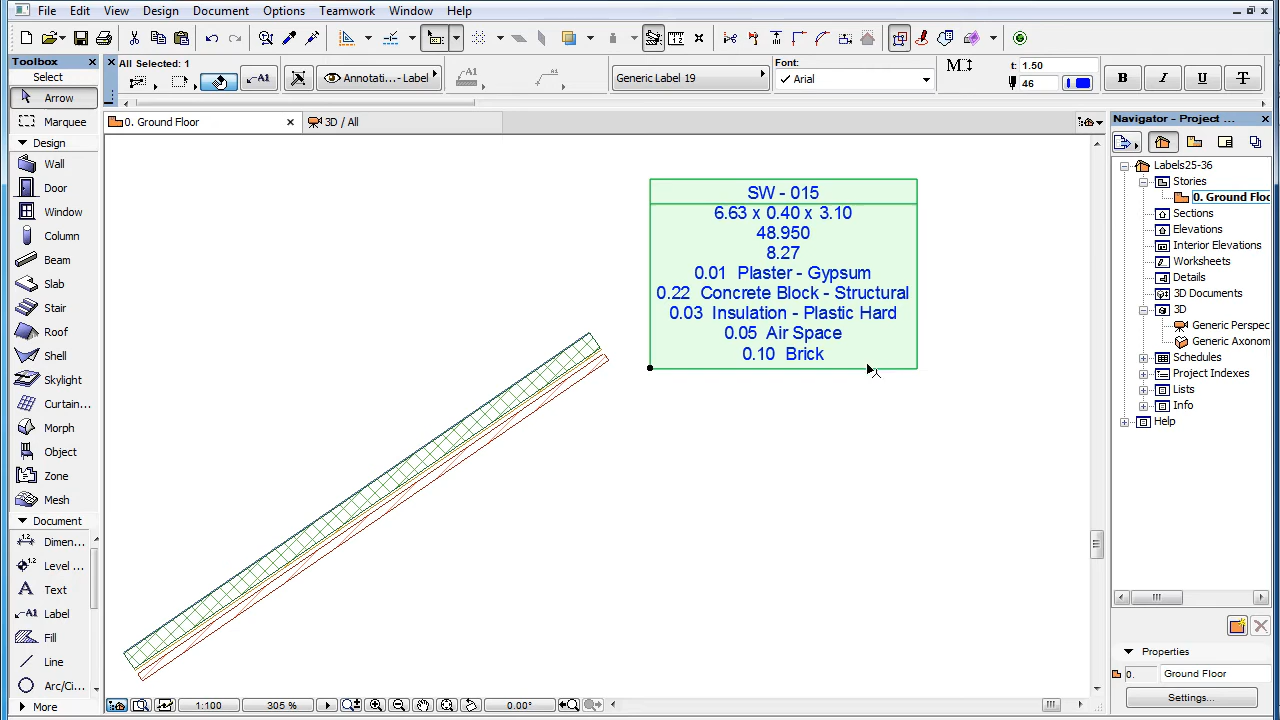 File Edit View Design Document Options Teamwork Window Help
Toolbox
Select
Arrow
Marquee
Design
Wall
Door
Window
Column
Beam
Slab
Stair
Roof
Shell
Skylight
Curtain...
Morph
Object
Zone
Mesh
Document
Dimen...
Level ...
Text
Label
Fill
Line
Arc/Ci...
More
All Selected: 1
A1
Annotati...- Label
A1
Generic Label 19
Font:
Arial
M
t: 1.50
46
B I U T
0. Ground Floor
3D / All
SW - 015
6.63 x 0.40 x 3.10
48.950
8.27
0.01 Plaster - Gypsum
0.22 Concrete Block - Structural
0.03 Insulation - Plastic Hard
0.05 Air Space
0.10 Brick
1:100
305 %
0.00°
Navigator - Project ...
Labels25-36
Stories
0. Ground Floo
Sections
Elevations
Interior Elevations
Worksheets
Details
3D Documents
3D
Generic Perspec
Generic Axonom
Schedules
Project Indexes
Lists
Info
Help
Properties
0. Ground Floor
Settings...